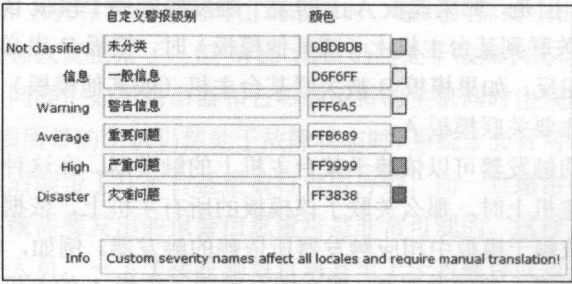 自定义警报级别 颜色
Not classified 未分类 DBDBDB
信息 一般信息 D6F6FF
Warning 警告信息 FFF6A5
Average 重要问题 FFB689
High 严重问题 FF9999
Disaster 灾难问题 FF3838
Info Custom severity names affect all locales and require manual translation!